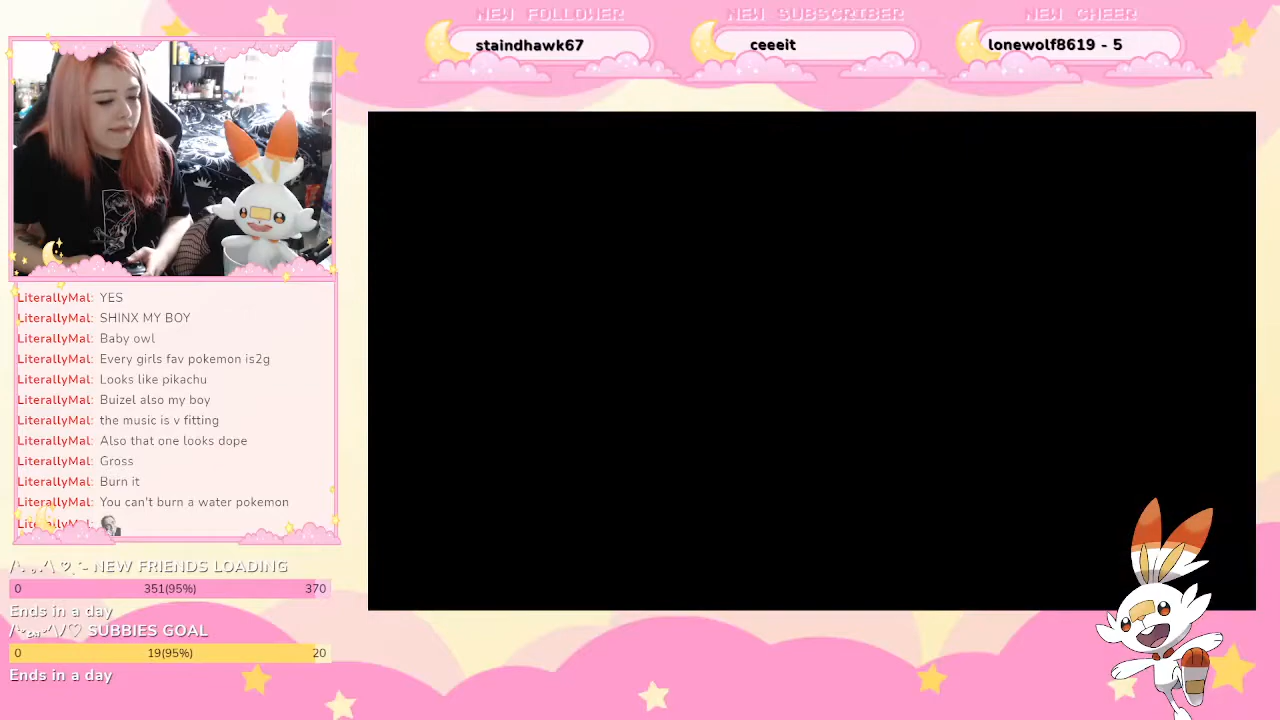 NEW FOLLOWER
staindhawk67
NEW SUBSCRIBER
ceeeit
NEW CHEER
lonewolf8619 - 5
LiterallyMal: YES
LiterallyMal: SHINX MY BOY
LiterallyMal: Baby owl
LiterallyMal: Every girls fav pokemon is2g
LiterallyMal: Looks like pikachu
LiterallyMal: Buizel also my boy
LiterallyMal: the music is v fitting
LiterallyMal: Also that one looks dope
LiterallyMal: Gross
LiterallyMal: Burn it
LiterallyMal: You can't burn a water pokemon
LiterallyMal:
NEW FRIENDS LOADING
0 351(95%) 370
Ends in a day
SUBBIES GOAL
0 19(95%) 20
Ends in a day